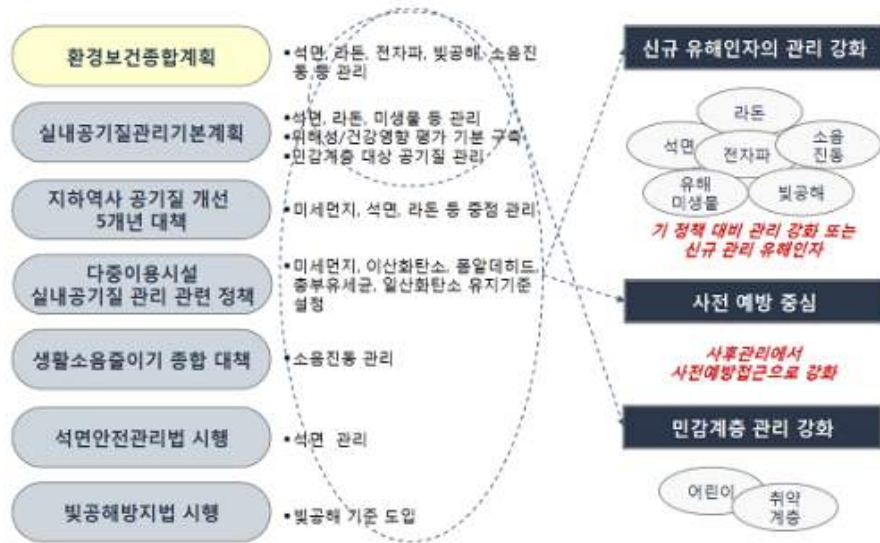 환경보건종합계획
• 석면, 라돈, 전자파, 빛공해, 소음진
동 등 관리
실내공기질관리기본계획
• 석면, 라돈, 미생물 등 관리
• 위해성/건강영향 평가 기분 구축
• 민감계층 대상 공기질 관리
지하역사 공기질 개선
5개년 대책
• 미세먼지, 석면, 라돈 등 중점 관리
다중이용시설
실내공기질 관리 관련 정책
• 미세먼지, 이산화탄소, 폼알데히드,
총부유세균, 일산화탄소 유지기준
설정
생활소음줄이기 종합 대책
• 소음진동 관리
석면안전관리법 시행
• 석면 관리
빛공해방지법 시행
• 빛공해 기준 도입
신규 유해인자의 관리 강화
라돈
석면
전자파
소음
진동
유해
미생물
빛공해
기 정책 대비 관리 강화 또는
신규 관리 유해인자
사전 예방 중심
사후관리에서
사전예방접근으로 강화
민감계층 관리 강화
어린이
취약
계층